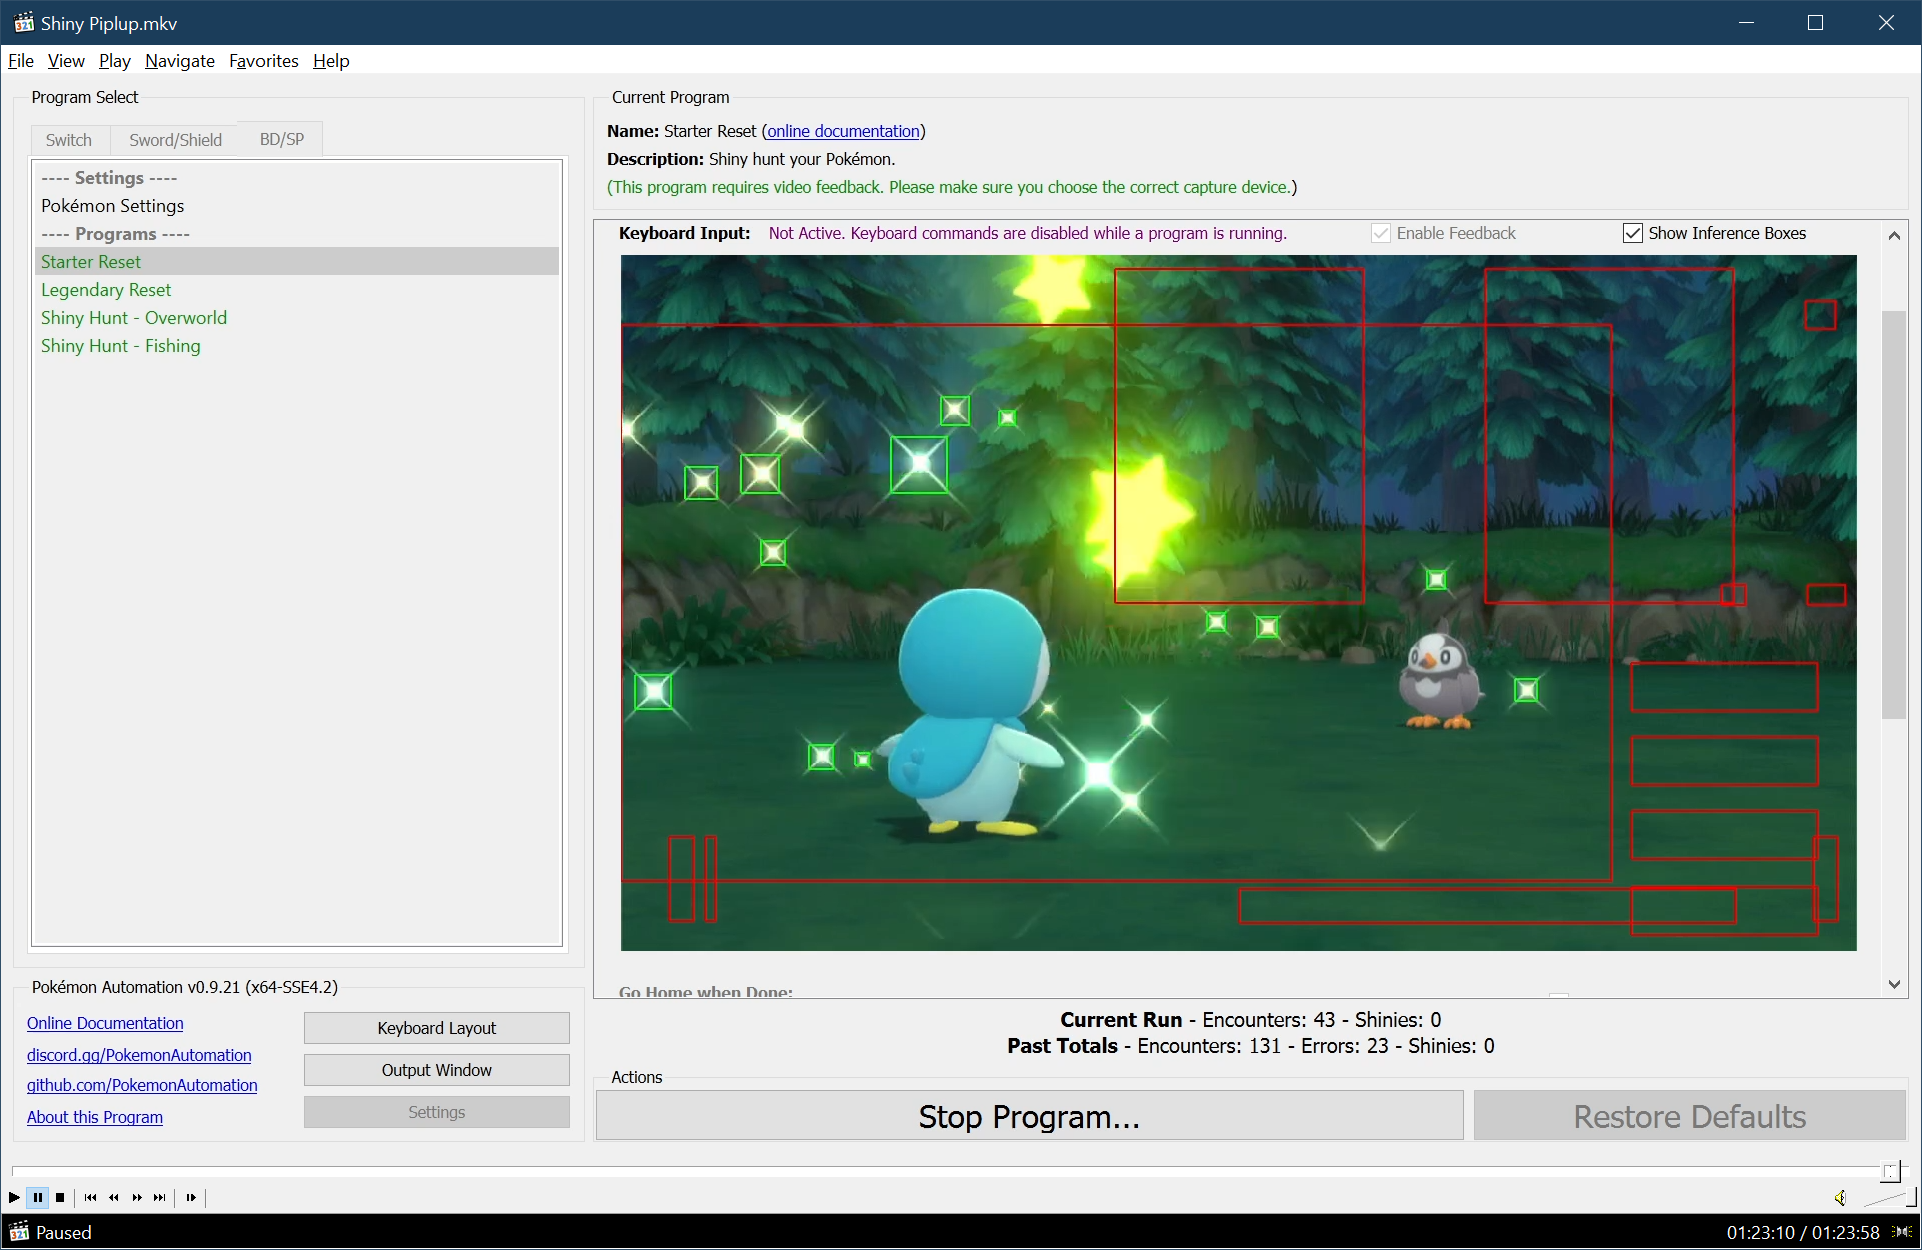 Shiny Piplup.mkv
File View Play Navigate Favorites Help
Program Select
Switch Sword/Shield BD/SP
---- Settings ----
Pokémon Settings
---- Programs ----
Starter Reset
Legendary Reset
Shiny Hunt - Overworld
Shiny Hunt - Fishing
Pokémon Automation v0.9.21 (x64-SSE4.2)
Online Documentation
discord.gg/PokemonAutomation
github.com/PokemonAutomation
About this Program
Keyboard Layout
Output Window
Settings
Current Program
Name: Starter Reset (online documentation)
Description: Shiny hunt your Pokémon.
(This program requires video feedback. Please make sure you choose the correct capture device.)
Keyboard Input: Not Active. Keyboard commands are disabled while a program is running. Enable Feedback Show Inference Boxes
Go Home when Done:
Current Run - Encounters: 43 - Shinies: 0
Past Totals - Encounters: 131 - Errors: 23 - Shinies: 0
Actions
Stop Program... Restore Defaults
321 Paused 01:23:10 / 01:23:58